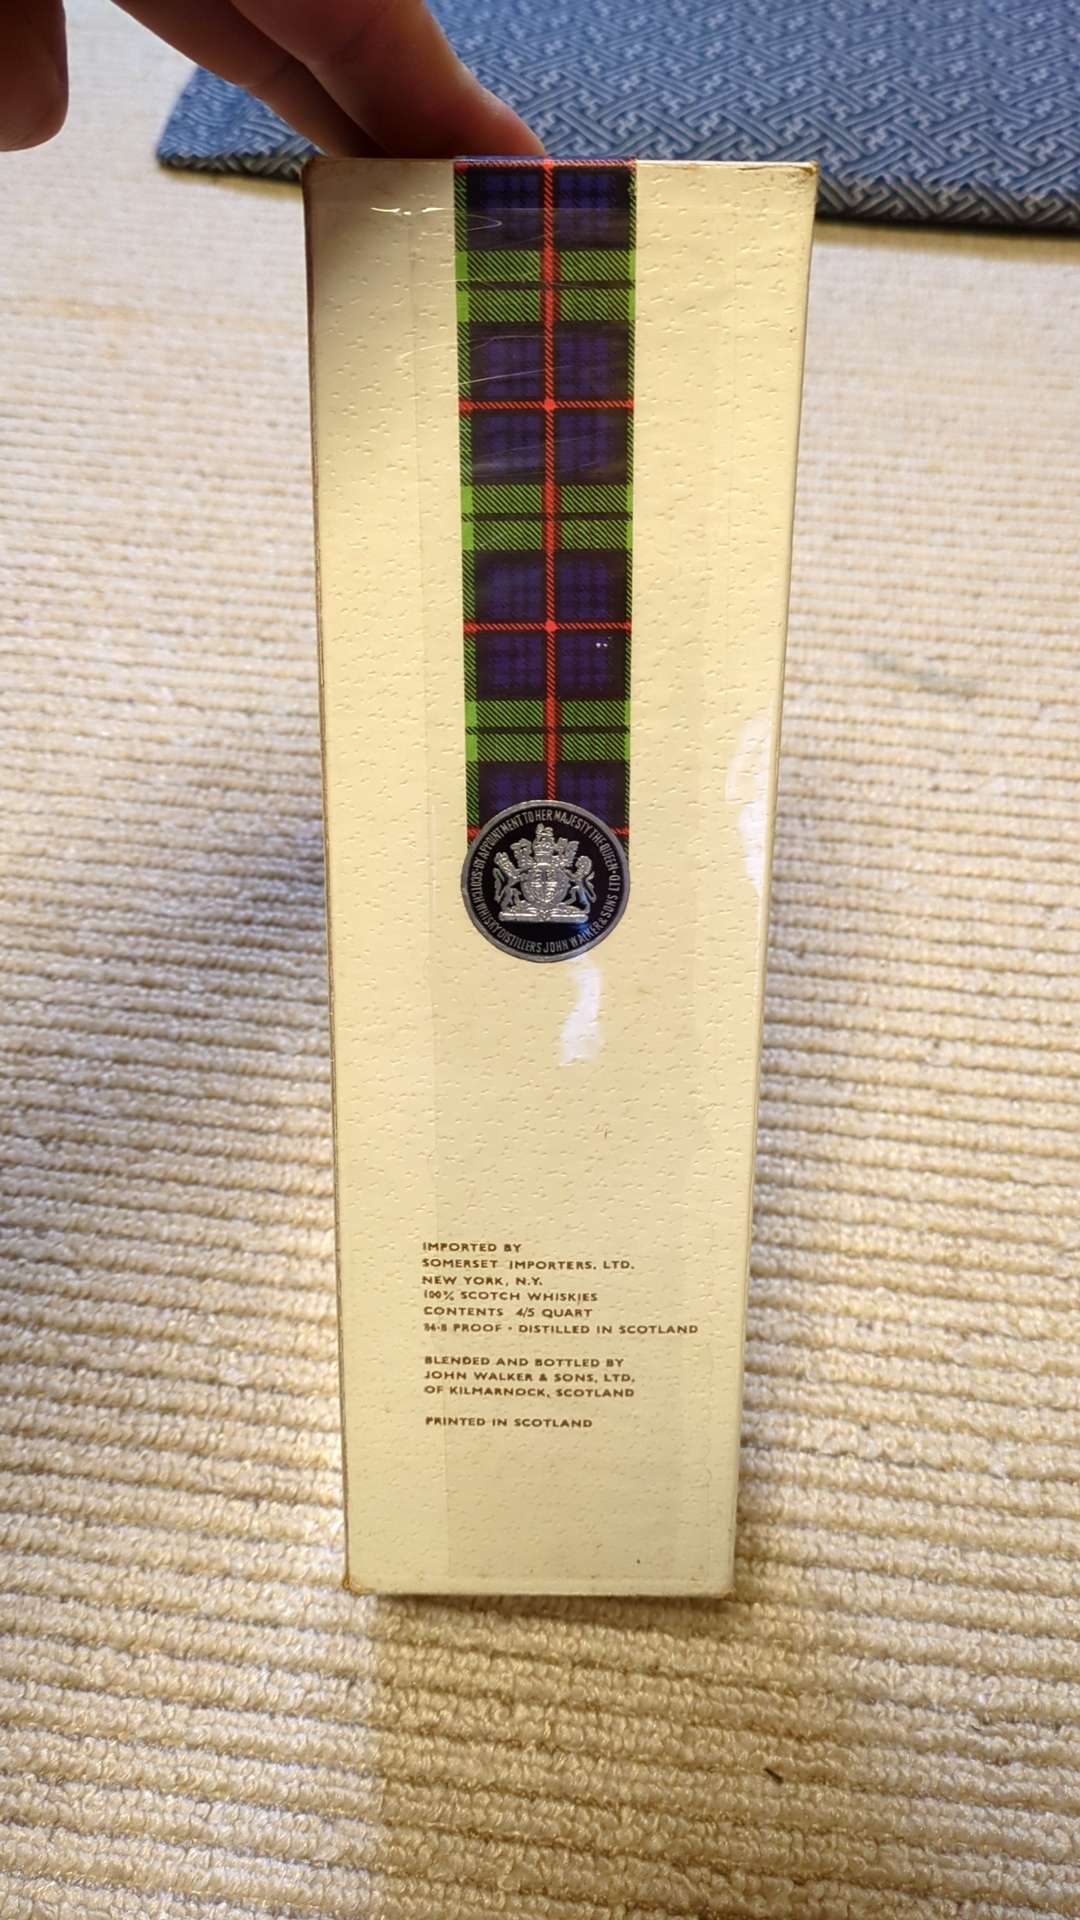 BY APPOINTMENT TO HER MAJESTY THE QUEEN
SCOTCH WHISKY DISTILLERS JOHN WALKER & SONS LTD
IMPORTED BY
SOMERSET IMPORTERS, LTD.
NEW YORK, N.Y.
100% SCOTCH WHISKIES
CONTENTS 4/5 QUART
PROOF • DISTILLED IN SCOTLAND
BLENDED AND BOTTLED BY
JOHN WALKER & SONS, LTD.
OF KILMARNOCK, SCOTLAND
PRINTED IN SCOTLAND